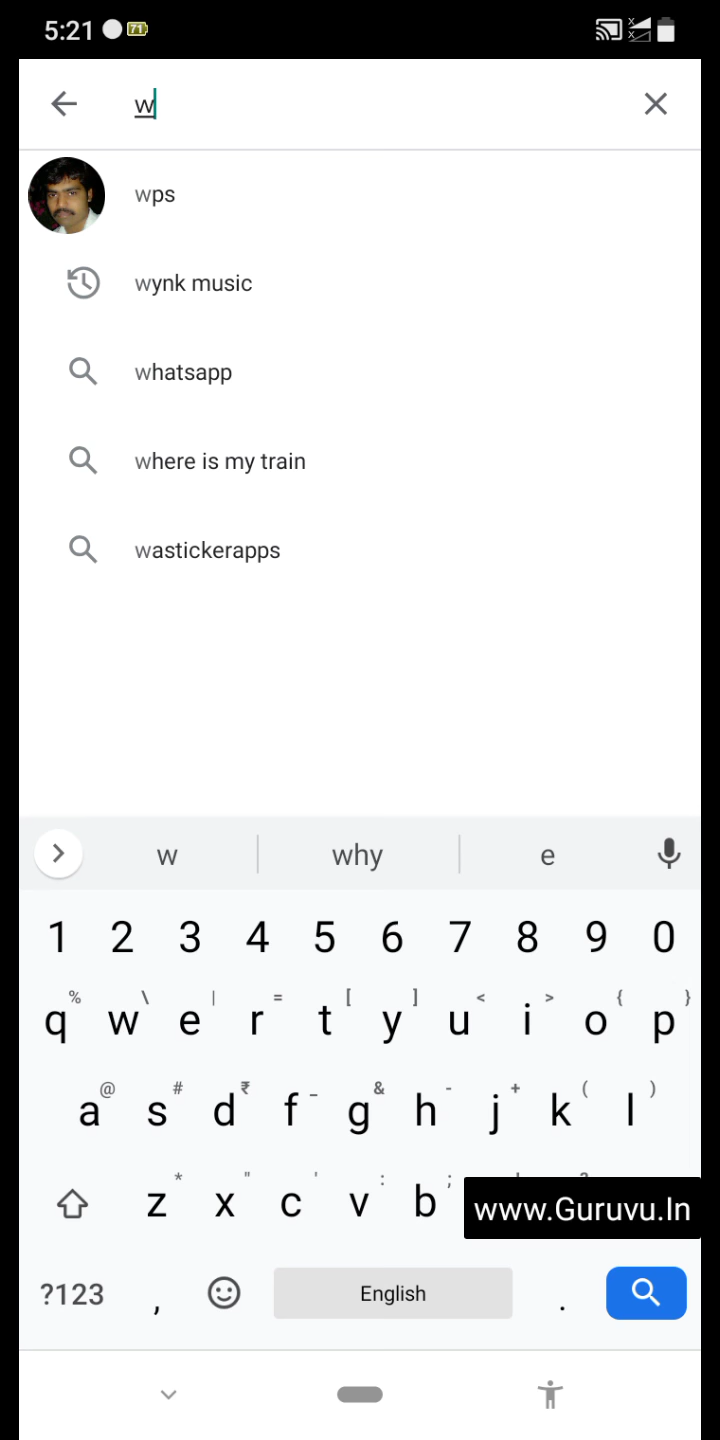 5:21 71
w
wps
wynk music
whatsapp
where is my train
wastickerapps
w why e
1 2 3 4 5 6 7 8 9 0
% \ | = [ ] < > { }
q w e r t y u i o p
@ # ₹ _ & - + ( )
a s d f g h j k l
* " ' : ;
z x c v b
www.Guruvu.In
?123 , English .